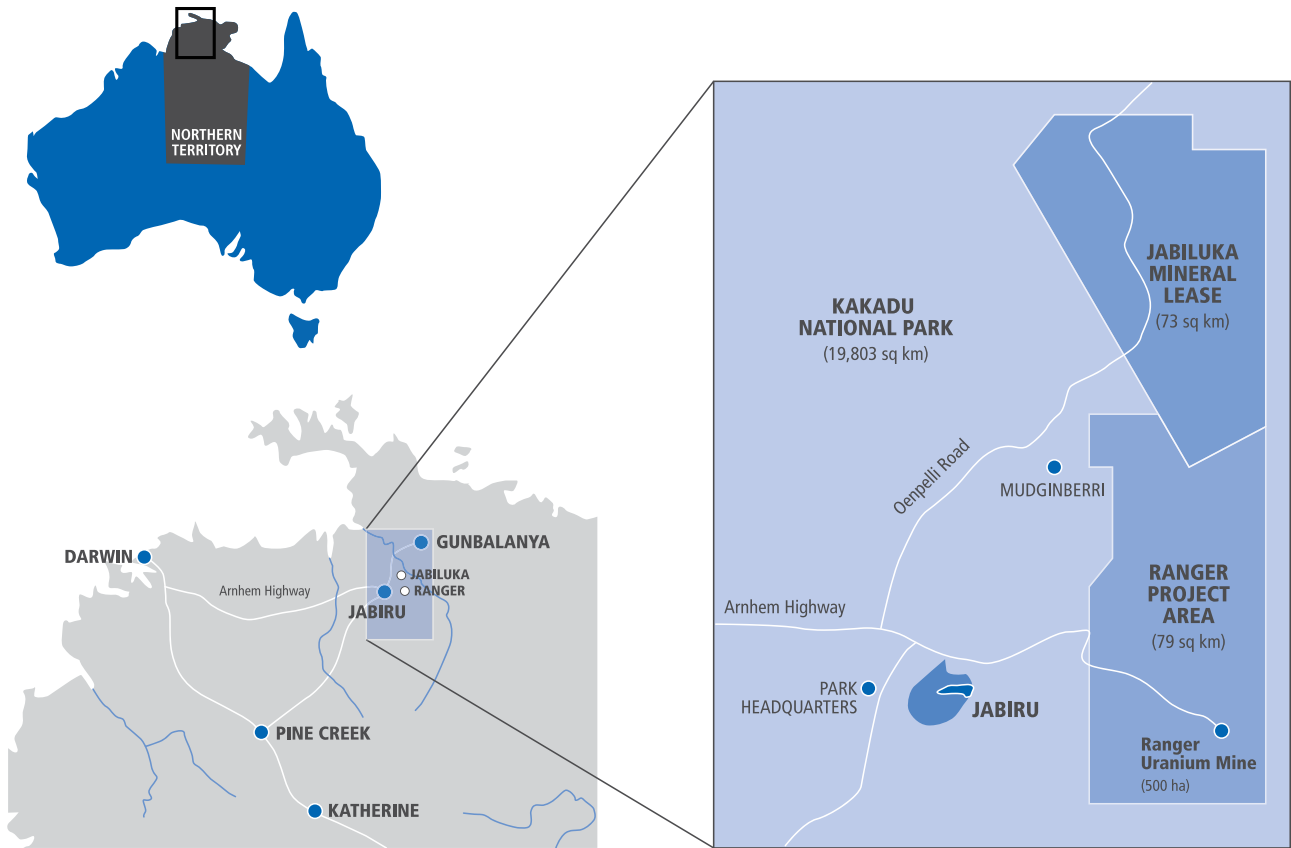 NORTHERN
TERRITORY
DARWIN
Arnhem Highway
GUNBALANYA
JABILUKA
RANGER
JABIRU
PINE CREEK
KATHERINE
JABILUKA
MINERAL
LEASE
(73 sq km)
KAKADU
NATIONAL PARK
(19,803 sq km)
Oenpelli Road
MUDGINBERRI
RANGER
PROJECT
AREA
(79 sq km)
Arnhem Highway
PARK
HEADQUARTERS
JABIRU
Ranger
Uranium Mine
(500 ha)